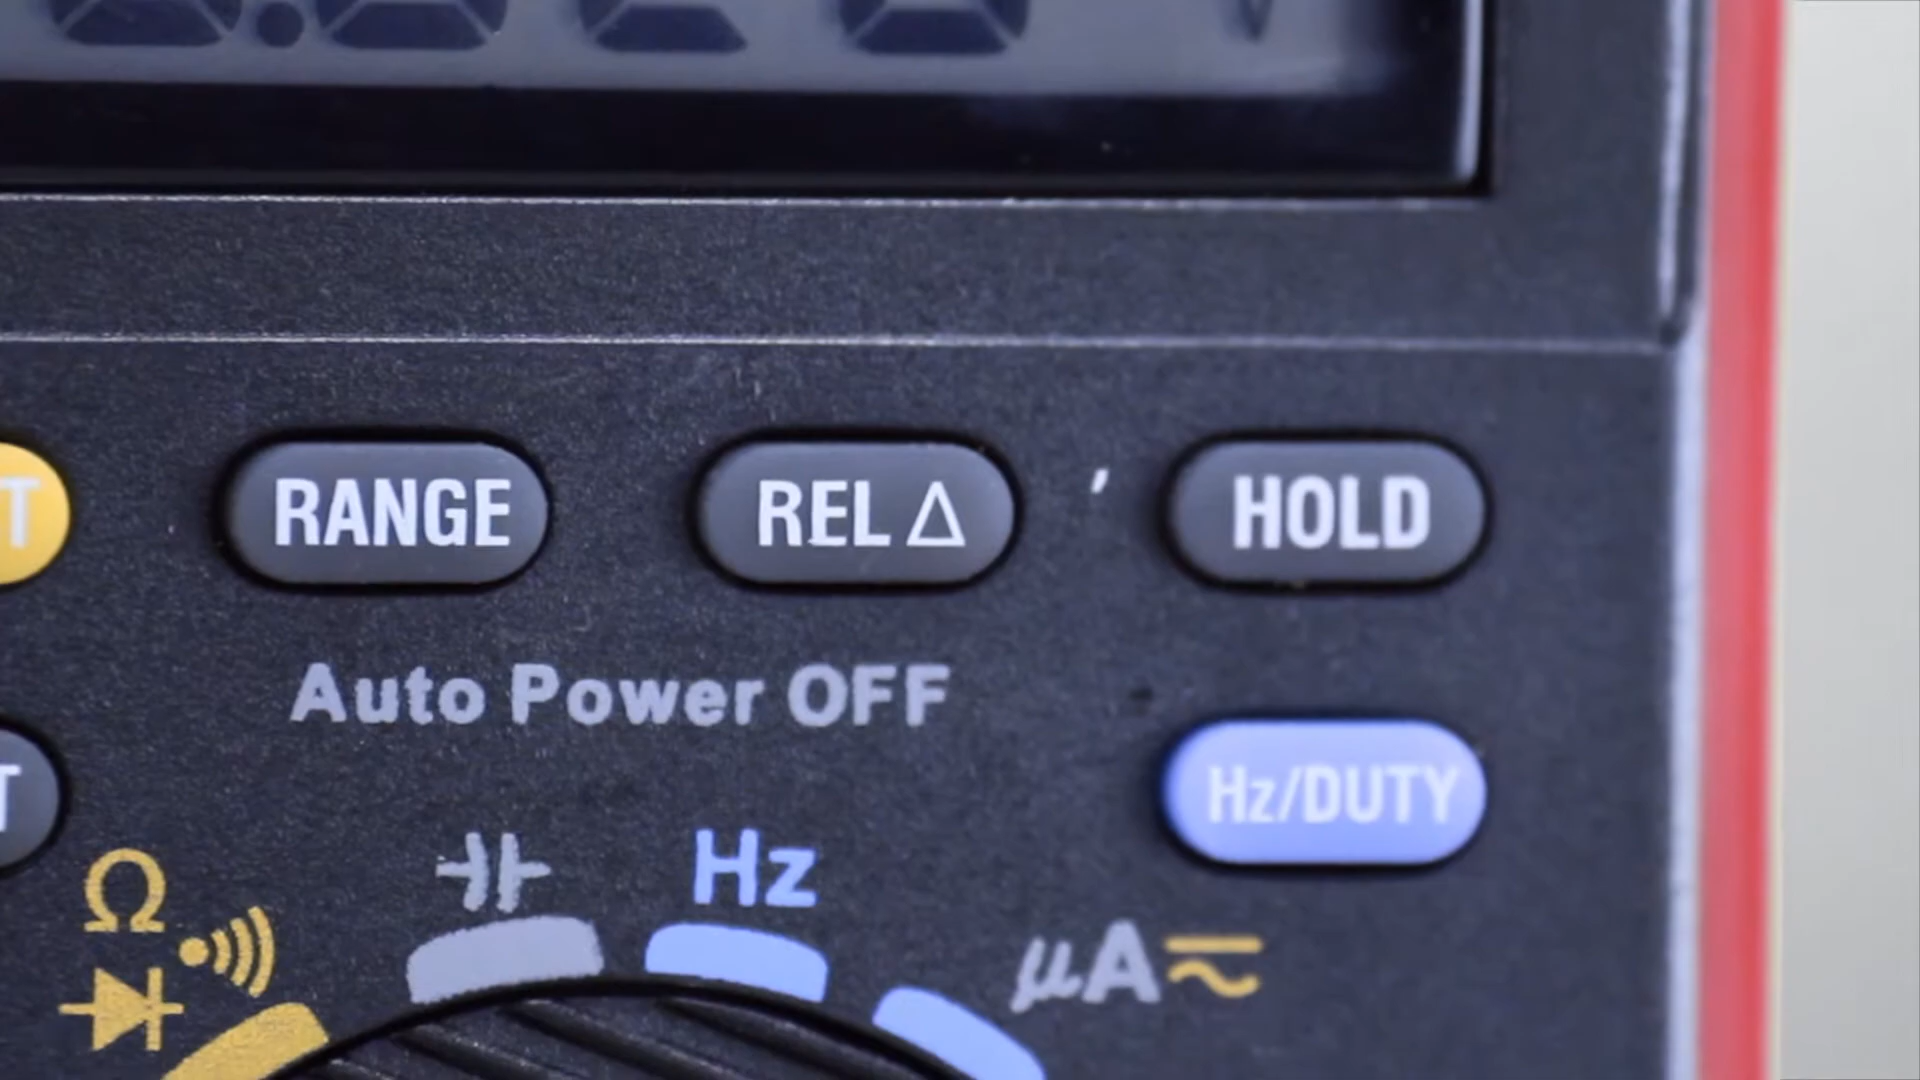 V
T RANGE REL Δ HOLD
Auto Power OFF
T Hz/DUTY
Hz
Ω
μA